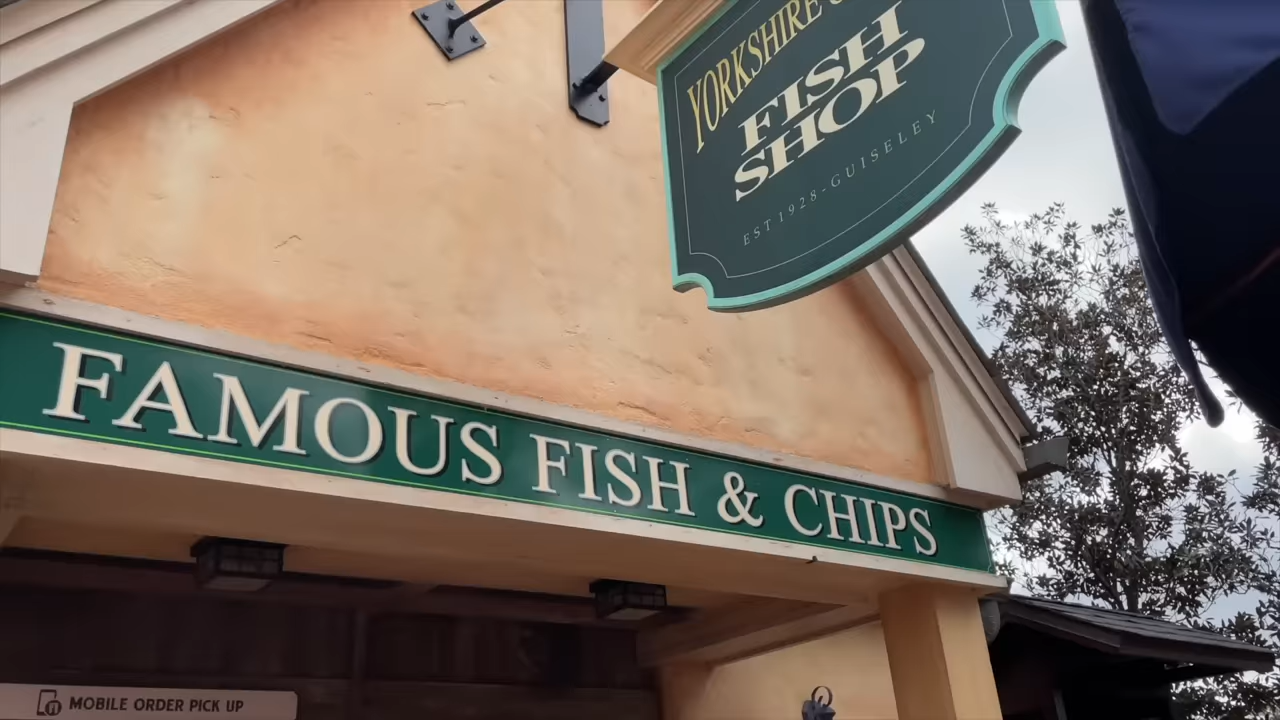 YORKSHIRE
FISH
SHOP
EST 1928 - GUISELEY
FAMOUS FISH & CHIPS
MOBILE ORDER PICK UP